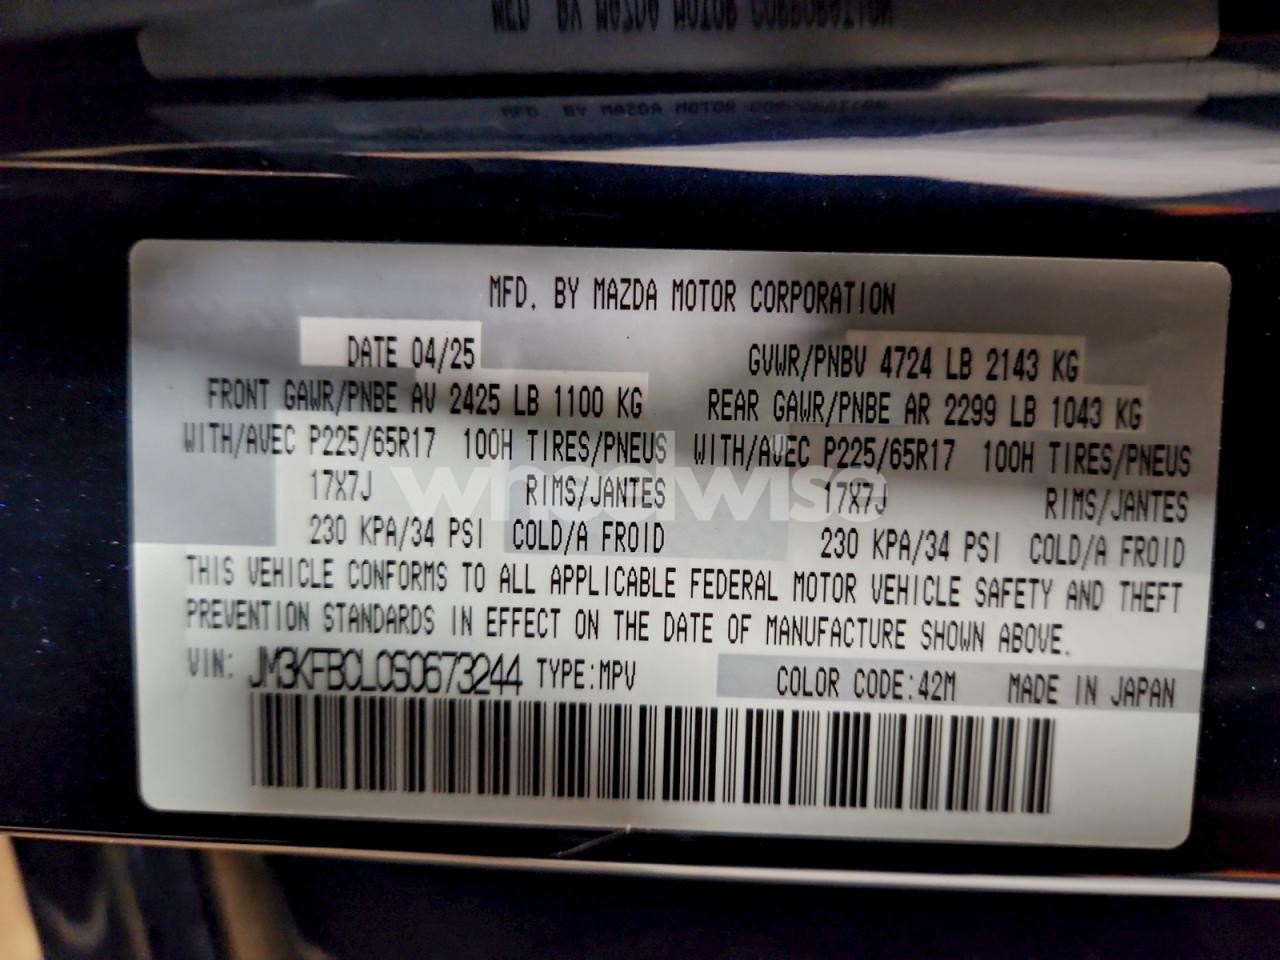 MFD. BY MAZDA MOTOR CORPORATION
DATE 04/25 GVWR/PNBV 4724 LB 2143 KG
FRONT GAWR/PNBE AV 2425 LB 1100 KG REAR GAWR/PNBE AR 2299 LB 1043 KG
WITH/AVEC P225/65R17 100H TIRES/PNEUS WITH/AVEC P225/65R17 100H TIRES/PNEUS
17X7J RIMS/JANTES 17X7J RIMS/JANTES
230 KPA/34 PSI COLD/A FROID 230 KPA/34 PSI COLD/A FROID
THIS VEHICLE CONFORMS TO ALL APPLICABLE FEDERAL MOTOR VEHICLE SAFETY AND THEFT
PREVENTION STANDARDS IN EFFECT ON THE DATE OF MANUFACTURE SHOWN ABOVE.
VIN: JM3KFBCL0S0673244 TYPE:MPV COLOR CODE:42M MADE IN JAPAN
wheelwise